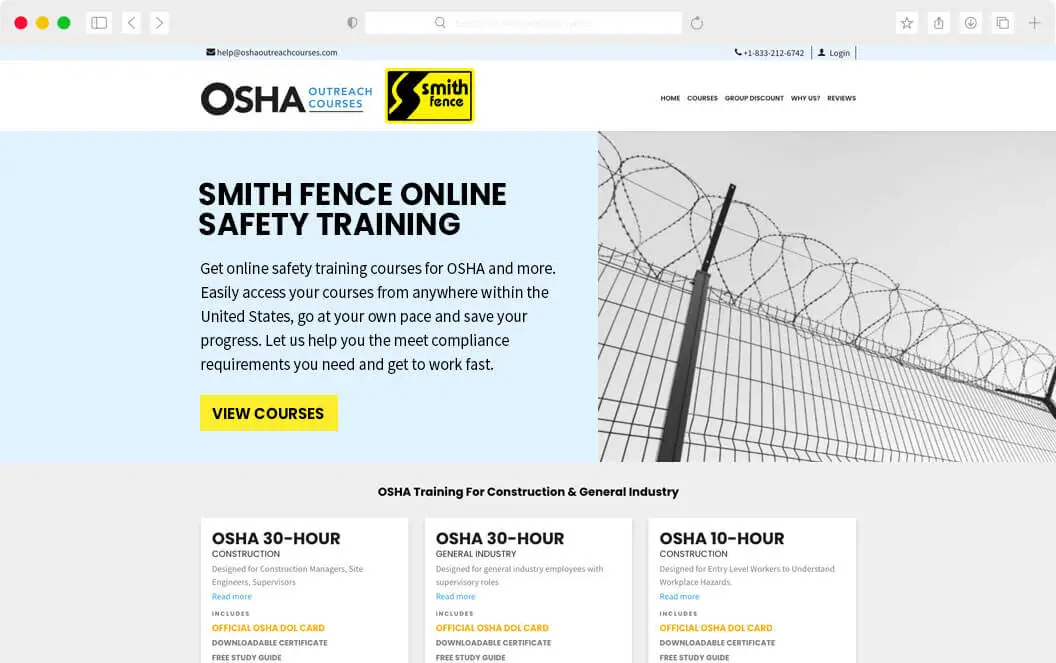 help@oshaoutreachcourses.com
+1-833-212-6742
Login
OSHA OUTREACH COURSES
smith fence
HOME COURSES GROUP DISCOUNT WHY US? REVIEWS
SMITH FENCE ONLINE
SAFETY TRAINING
Get online safety training courses for OSHA and more.
Easily access your courses from anywhere within the
United States, go at your own pace and save your
progress. Let us help you the meet compliance
requirements you need and get to work fast.
VIEW COURSES
OSHA Training For Construction & General Industry
OSHA 30-HOUR
CONSTRUCTION
Designed for Construction Managers, Site
Engineers, Supervisors
Read more
INCLUDES
OFFICIAL OSHA DOL CARD
DOWNLOADABLE CERTIFICATE
FREE STUDY GUIDE
OSHA 30-HOUR
GENERAL INDUSTRY
Designed for general industry employees with
supervisory roles
Read more
INCLUDES
OFFICIAL OSHA DOL CARD
DOWNLOADABLE CERTIFICATE
FREE STUDY GUIDE
OSHA 10-HOUR
CONSTRUCTION
Designed for Entry Level Workers to Understand
Workplace Hazards.
Read more
INCLUDES
OFFICIAL OSHA DOL CARD
DOWNLOADABLE CERTIFICATE
FREE STUDY GUIDE